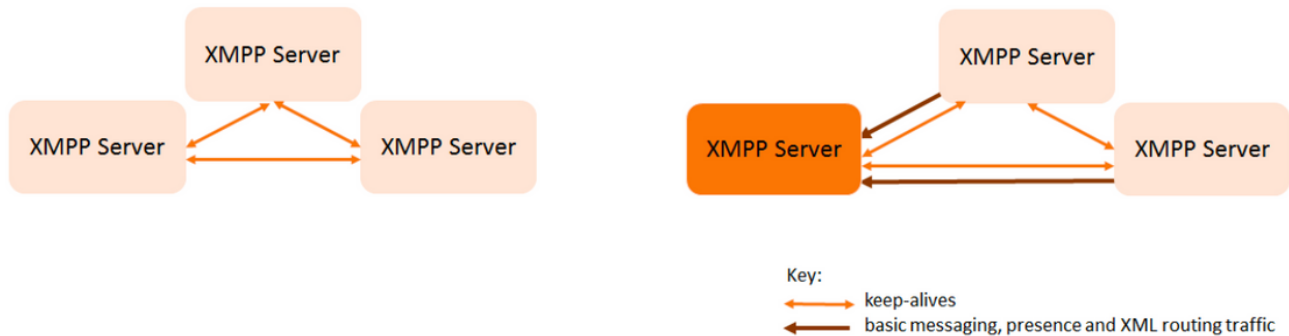 XMPP Server
XMPP Server
XMPP Server
XMPP Server
XMPP Server
XMPP Server
Key:
keep-alives
basic messaging, presence and XML routing traffic